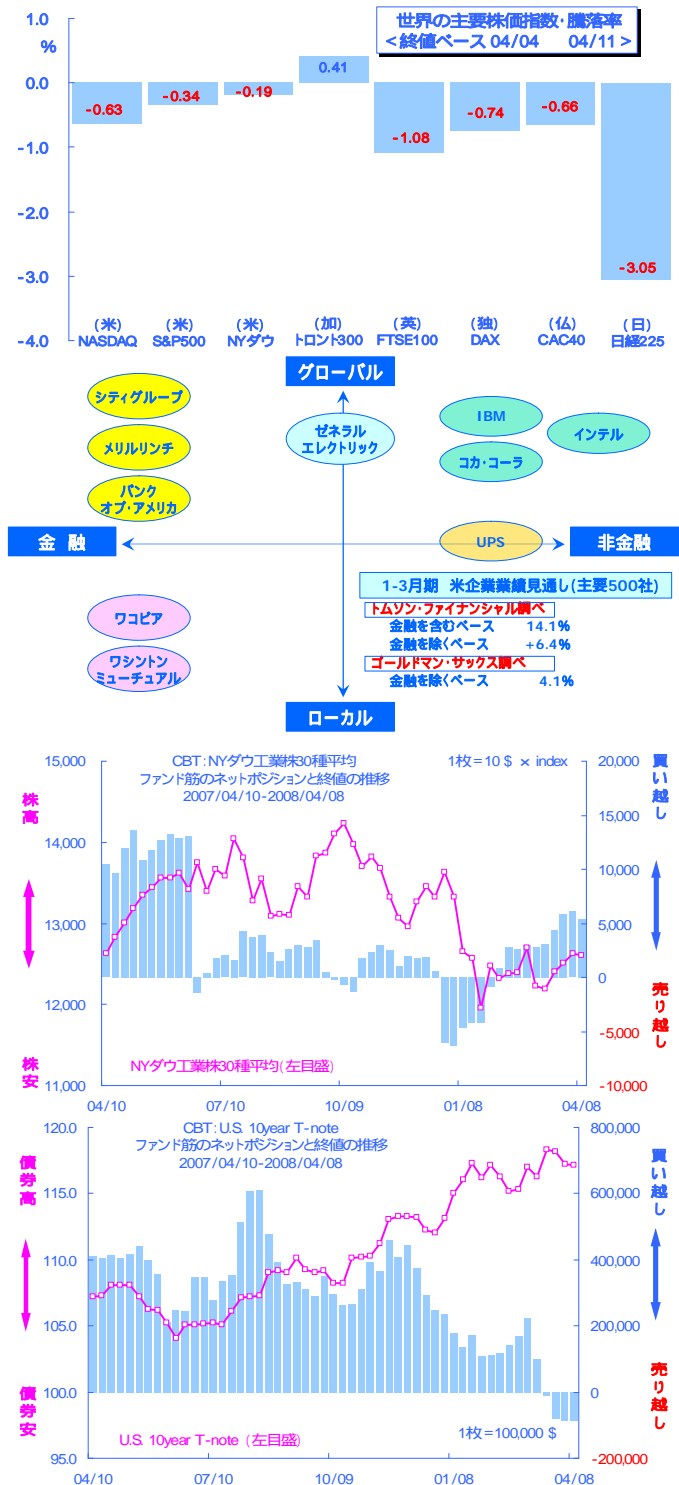 世界の主要株価指数・騰落率
<終値ベース 04/04　04/11>
1.0
%
0.0
-1.0
-2.0
-3.0
-4.0
-0.63
-0.34
-0.19
0.41
-1.08
-0.74
-0.66
-3.05
(米)
NASDAQ
(米)
S&P500
(米)
NYダウ
(加)
トロント300
(英)
FTSE100
(独)
DAX
(仏)
CAC40
(日)
日経225
グローバル
シティグループ
メリルリンチ
バンク
オブ・アメリカ
ゼネラル
エレクトリック
IBM
コカ・コーラ
インテル
金 融
UPS
非金融
ワコビア
ワシントン
ミューチュアル
1-3月期 米企業業績見通し(主要500社)
トムソン・ファイナンシャル調べ
金融を含むベース 14.1%
金融を除くベース +6.4%
ゴールドマン・サックス調べ
金融を除くベース 4.1%
ローカル
CBT:NYダウ工業株30種平均
ファンド筋のネットポジションと終値の推移
2007/04/10-2008/04/08
1枚=10$ × index
15,000
14,000
13,000
12,000
11,000
20,000
15,000
10,000
5,000
0
-5,000
-10,000
株高
株安
買い越し
売り越し
NYダウ工業株30種平均(左目盛)
04/10
07/10
10/09
01/08
04/08
CBT:U.S. 10year T-note
ファンド筋のネットポジションと終値の推移
2007/04/10-2008/04/08
120.0
115.0
110.0
105.0
100.0
95.0
800,000
600,000
400,000
200,000
0
-200,000
債券高
債券安
買い越し
売り越し
1枚=100,000 $
U.S. 10year T-note (左目盛)
04/10
07/10
10/09
01/08
04/08